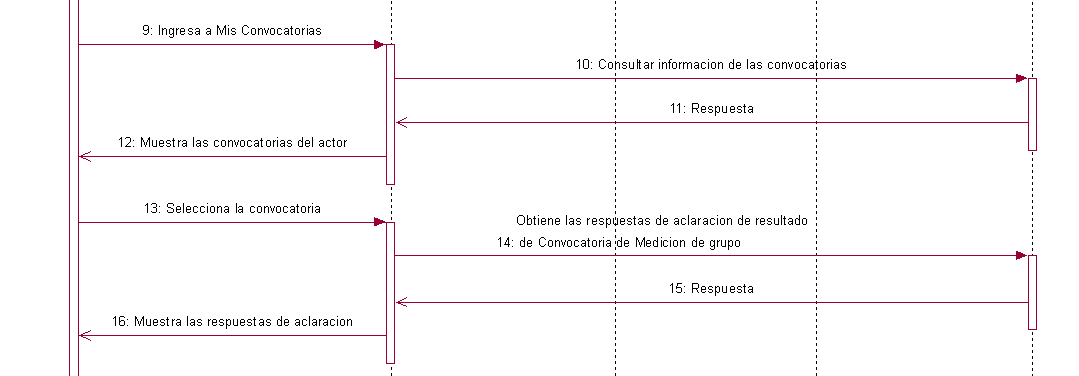 9: Ingresa a Mis Convocatorias
10: Consultar informacion de las convocatorias
11: Respuesta
12: Muestra las convocatorias del actor
13: Selecciona la convocatoria
Obtiene las respuestas de aclaracion de resultado
14: de Convocatoria de Medicion de grupo
15: Respuesta
16: Muestra las respuestas de aclaracion